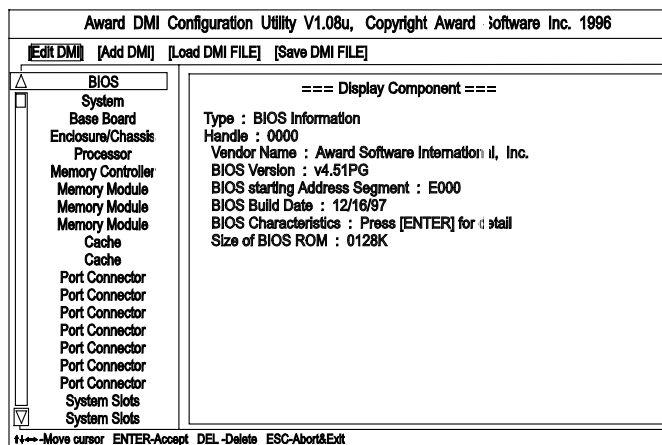 Award DMI Configuration Utility V1.08u, Copyright Award Software Inc. 1996
[Edit DMI] [Add DMI] [Load DMI FILE] [Save DMI FILE]
BIOS
System
Base Board
Enclosure/Chassis
Processor
Memory Controller
Memory Module
Memory Module
Memory Module
Cache
Cache
Port Connector
Port Connector
Port Connector
Port Connector
Port Connector
Port Connector
Port Connector
System Slots
System Slots
=== Display Component ===
Type : BIOS Information
Handle : 0000
Vendor Name : Award Software International, Inc.
BIOS Version : v4.51PG
BIOS starting Address Segment : E000
BIOS Build Date : 12/16/97
BIOS Characteristics : Press [ENTER] for detail
Size of BIOS ROM : 0128K
↑↓←→-Move cursor ENTER-Accept DEL -Delete ESC-Abort&Exit